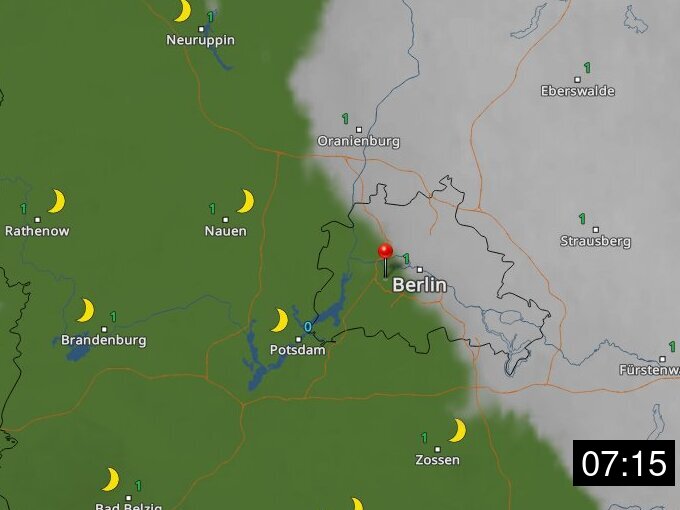 1
Neuruppin
1
Eberswalde
1
Oranienburg
1
Rathenow
1
Nauen
1
Strausberg
1
Berlin
1
Brandenburg
0
Potsdam
1
Fürstenwa
1
Zossen
07:15
1
Bad Belzig